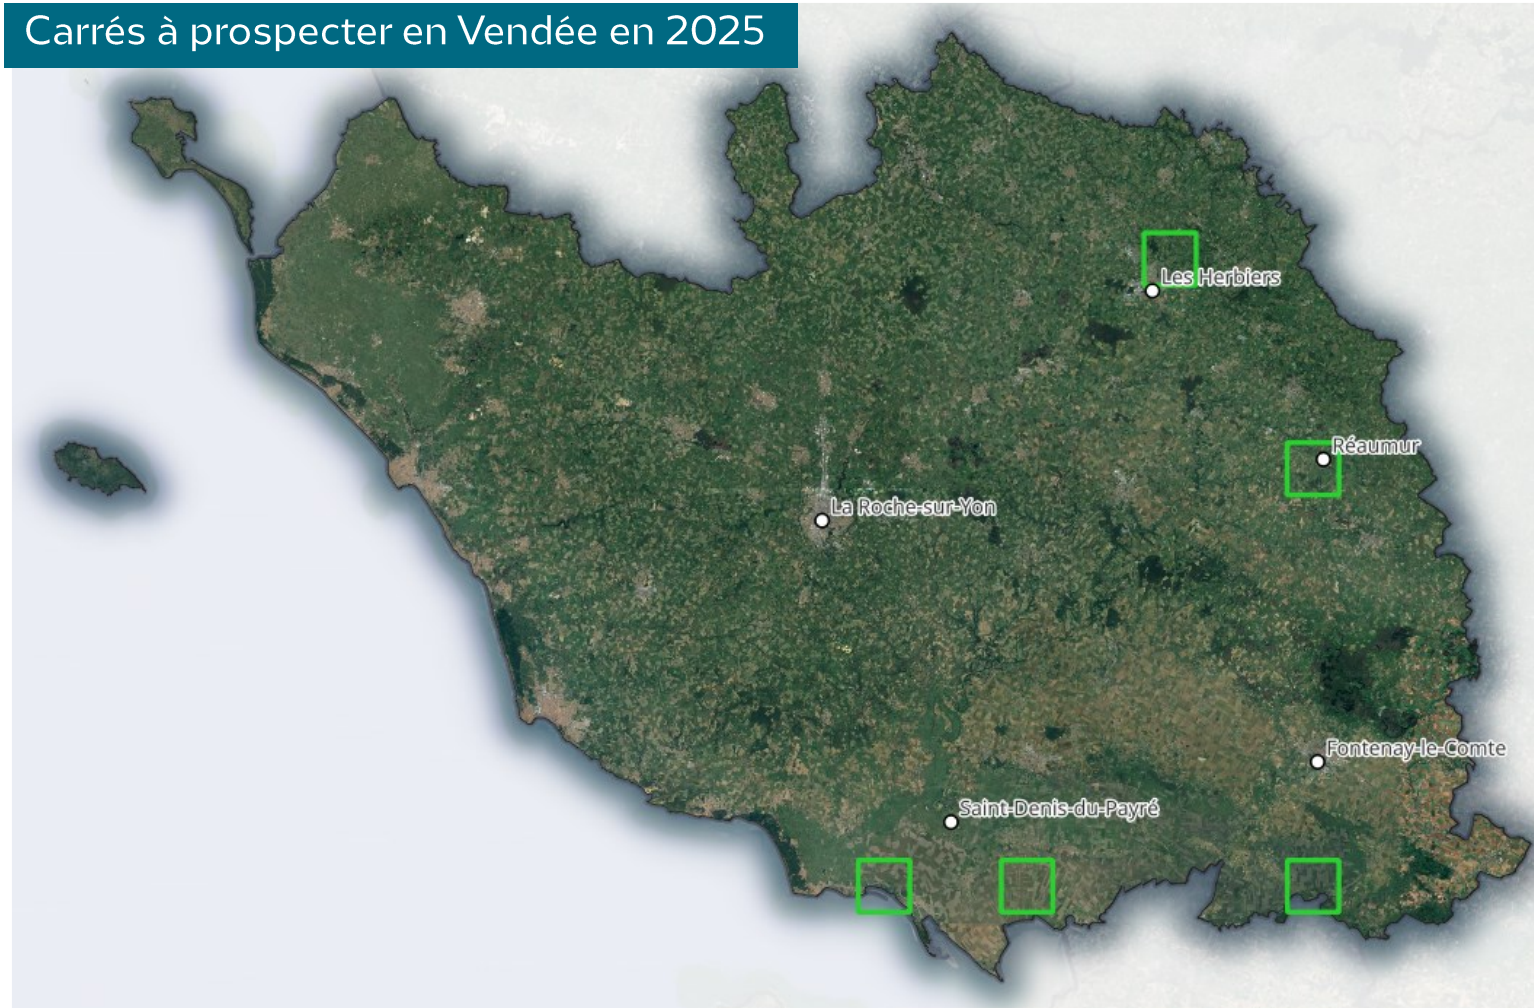 Carrés à prospecter en Vendée en 2025
Les Herbiers
Réaumur
La Roche-sur-Yon
Fontenay-le-Comte
Saint-Denis-du-Payré